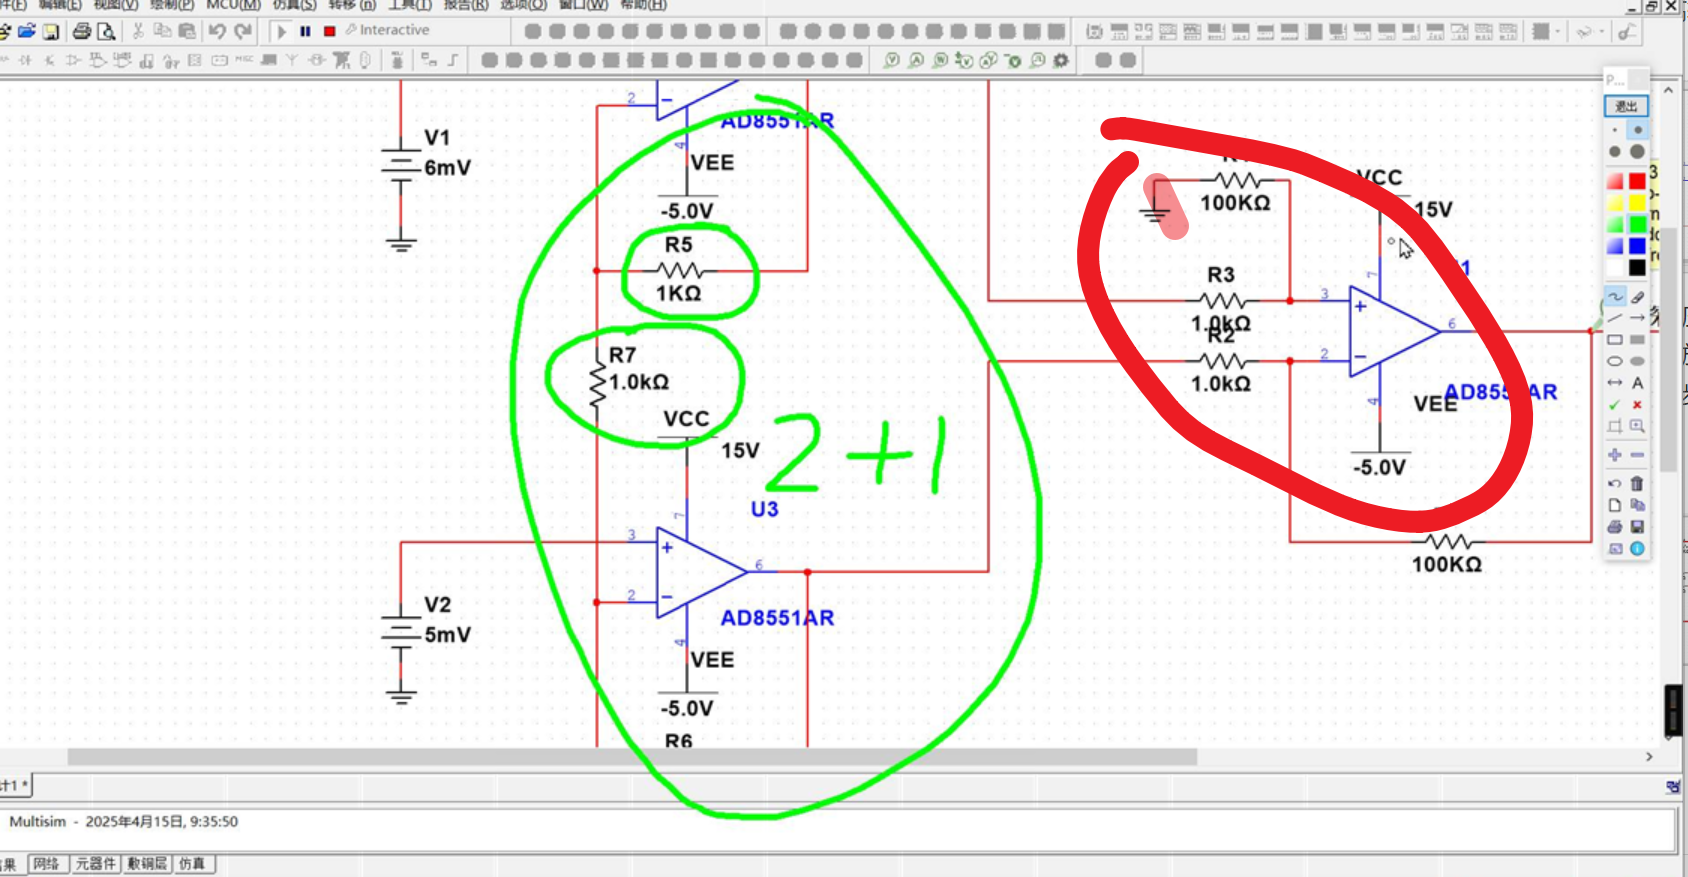 件(F) 编辑(E) 视图(V) 绘制(P) MCU(M) 仿真(S) 转移(n) 工具(T) 报告(R) 选项(O) 窗口(W) 帮助(H)
Interactive
P...
退出
2
AD8551AR
4
VEE
-5.0V
V1
6mV
R5
1KΩ
R7
1.0kΩ
VCC
15V
2+1
U3
7
3
2
6
4
AD8551AR
VEE
-5.0V
R6
V2
5mV
100KΩ
VCC
15V
7
R3
1.0kΩ
R2
1.0kΩ
3
2
6
4
VEE
-5.0V
100KΩ
A
计1 *
Multisim - 2025年4月15日, 9:35:50
果 网络 元器件 敷铜层 仿真